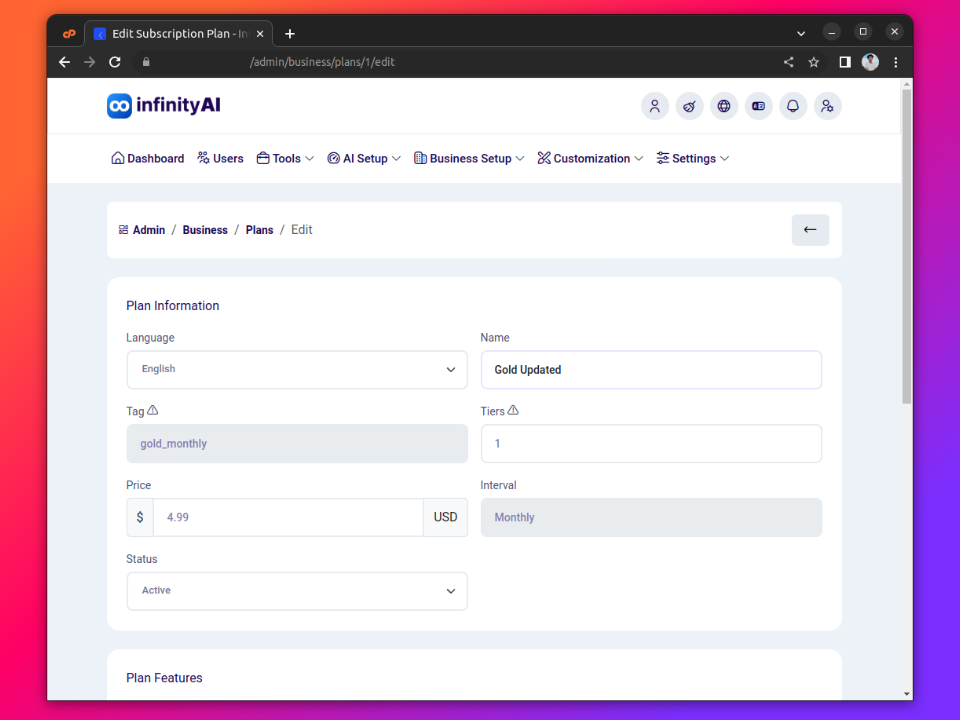 Edit Subscription Plan - In
/admin/business/plans/1/edit
infinityAI
Dashboard Users Tools AI Setup Business Setup Customization Settings
Admin / Business / Plans / Edit
Plan Information
Language Name
English Gold Updated
Tag Tiers
gold_monthly 1
Price Interval
$ 4.99 USD Monthly
Status
Active
Plan Features